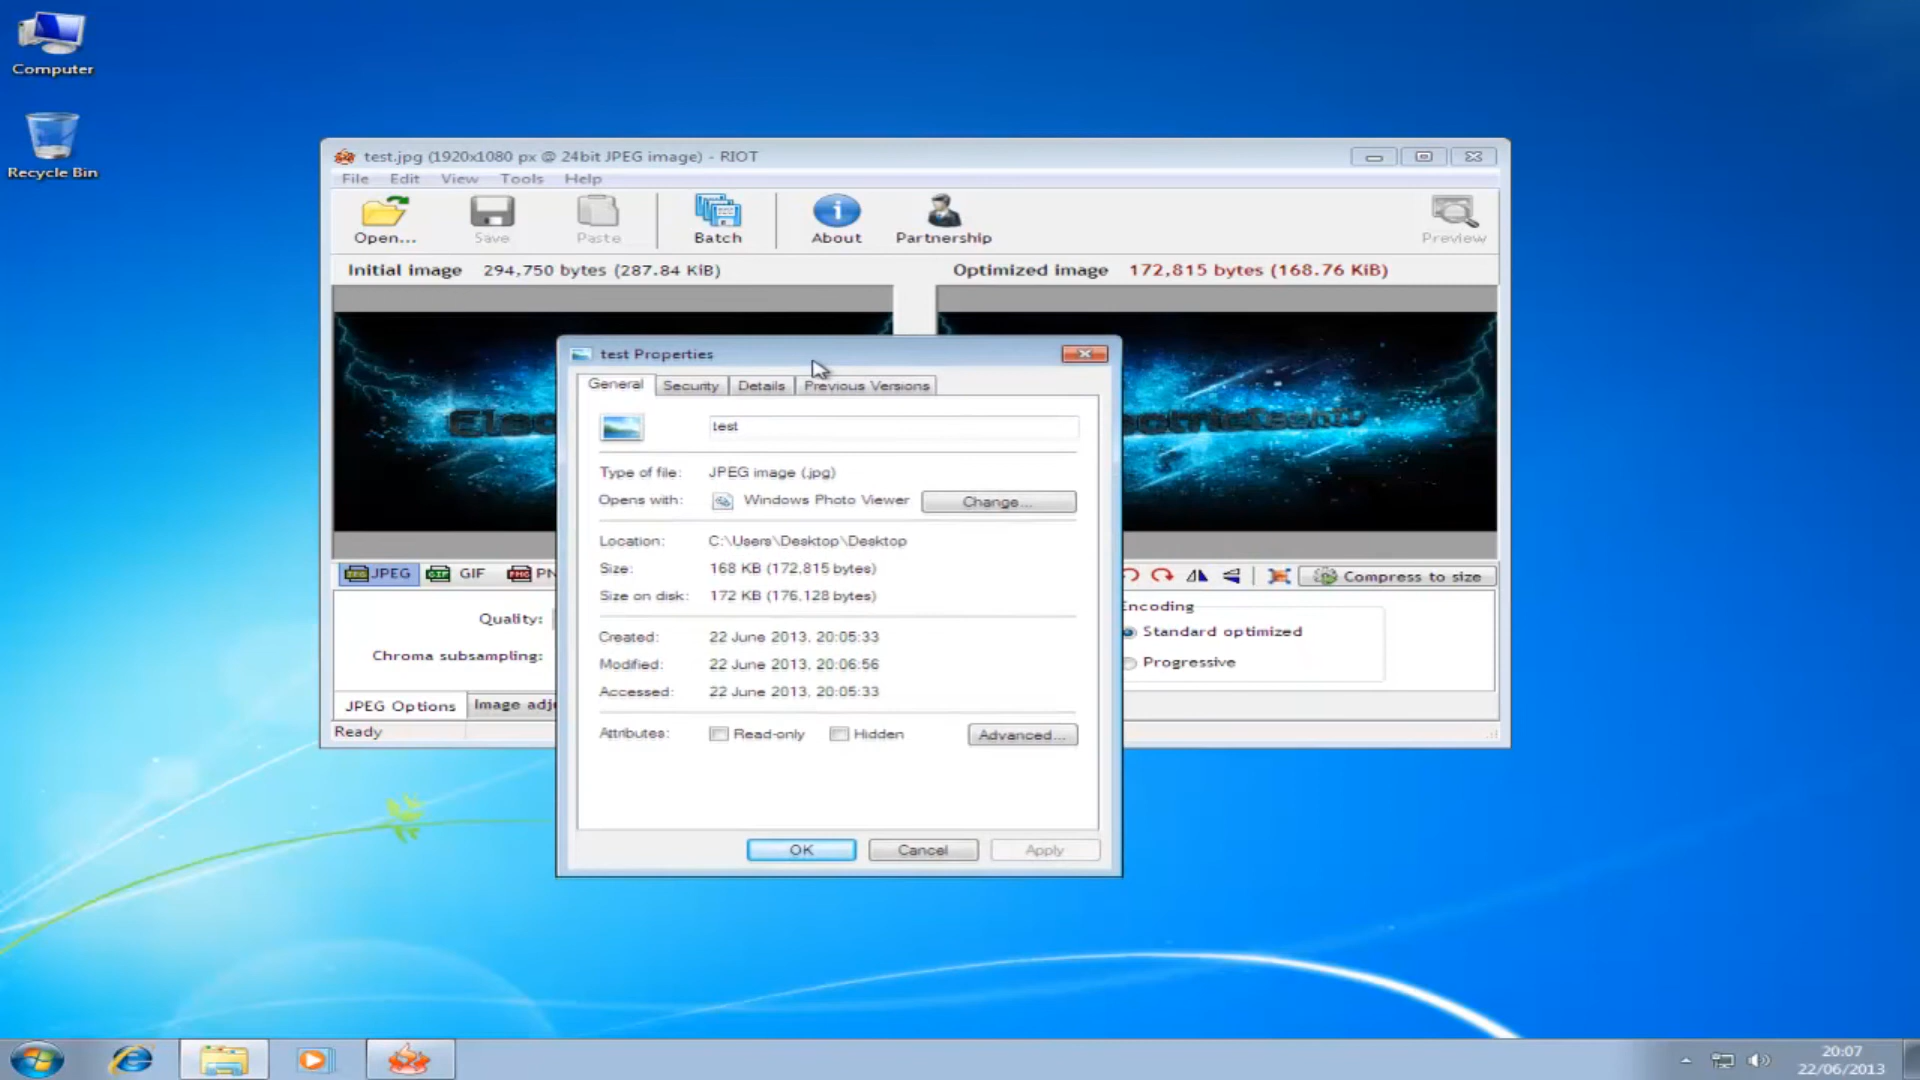 Computer
Recycle Bin
test.jpg (1920x1080 px @ 24bit JPEG image) - RIOT
File Edit View Tools Help
Open... Save Paste Batch About Partnership Preview
Initial image 294,750 bytes (287.84 KiB) Optimized image 172,815 bytes (168.76 KiB)
test Properties
General Security Details Previous Versions
test
Type of file: JPEG image (.jpg)
Opens with: Windows Photo Viewer Change...
Location: C:\Users\Desktop\Desktop
Size: 168 KB (172,815 bytes)
Size on disk: 172 KB (176,128 bytes)
Created: 22 June 2013, 20:05:33
Modified: 22 June 2013, 20:06:56
Accessed: 22 June 2013, 20:05:33
Attributes: Read-only Hidden Advanced...
OK Cancel Apply
JPEG GIF PN Compress to size
Quality:
Chroma subsampling:
Encoding
Standard optimized
Progressive
JPEG Options Image adj
Ready
20:07
22/06/2013